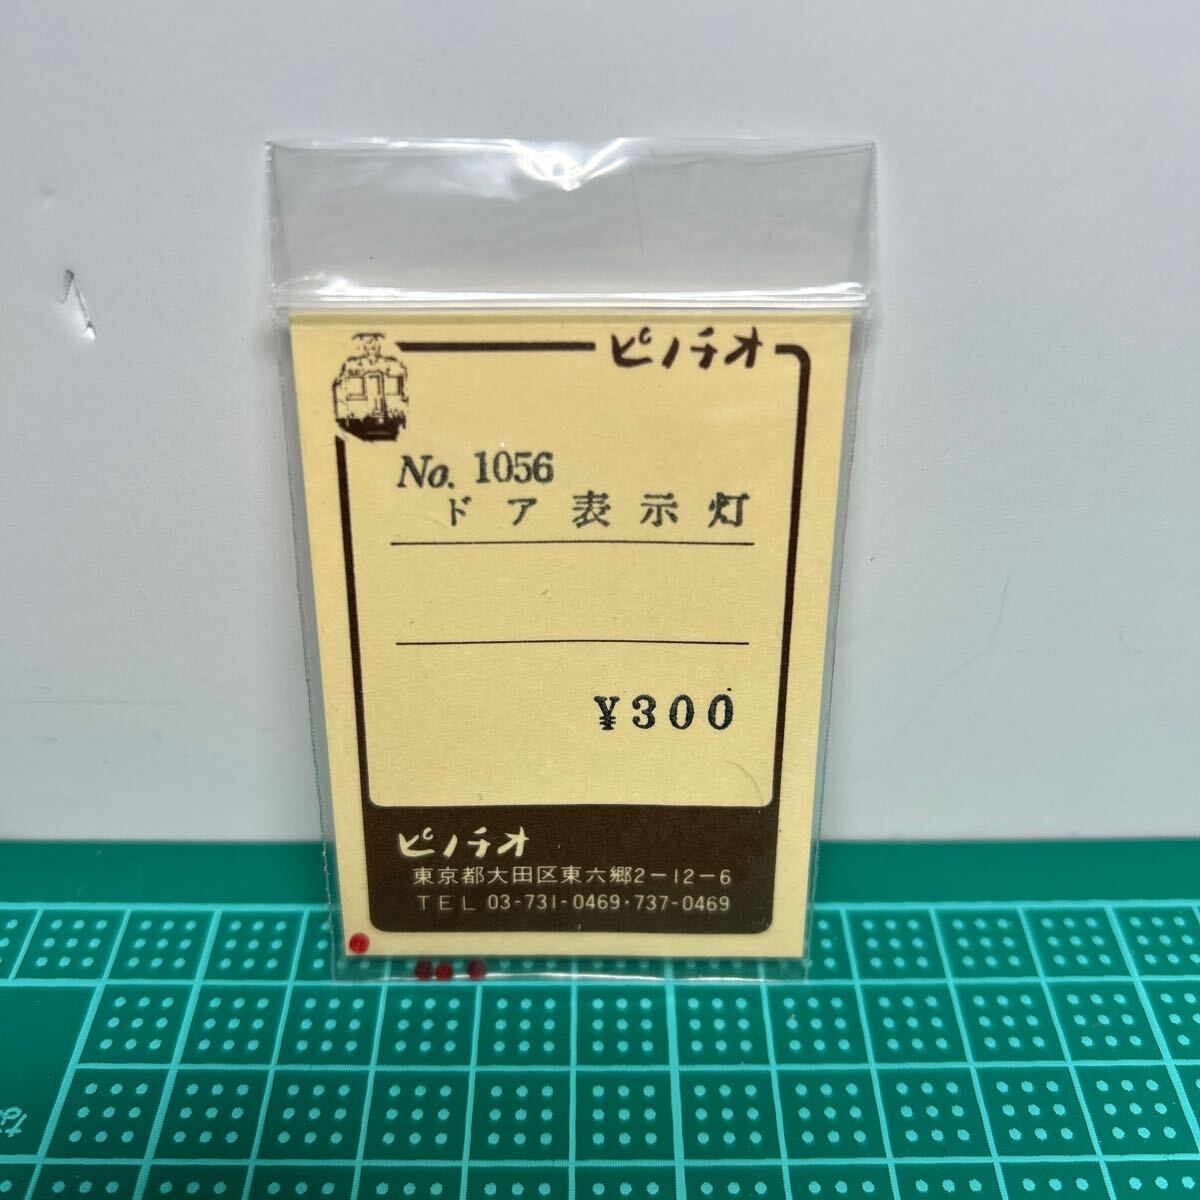 ピノチオ
No. 1056
ドア表示灯
¥300
ピノチオ
東京都大田区東六郷2-12-6
TEL 03-731-0469・737-0469